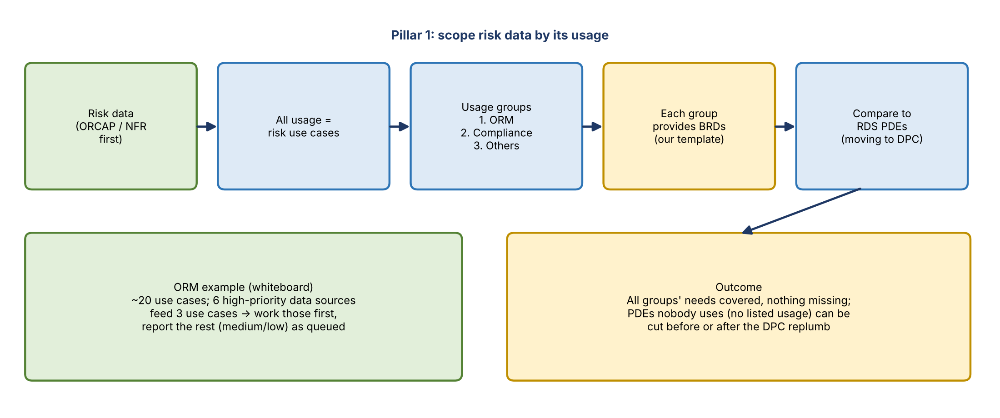 Pillar 1: scope risk data by its usage
Risk data
(ORCAP / NFR
first)
All usage =
risk use cases
Usage groups
1. ORM
2. Compliance
3. Others
Each group
provides BRDs
(our template)
Compare to
RDS PDEs
(moving to DPC)
ORM example (whiteboard)
~20 use cases; 6 high-priority data sources
feed 3 use cases → work those first,
report the rest (medium/low) as queued
Outcome
All groups' needs covered, nothing missing;
PDEs nobody uses (no listed usage) can be
cut before or after the DPC replumb